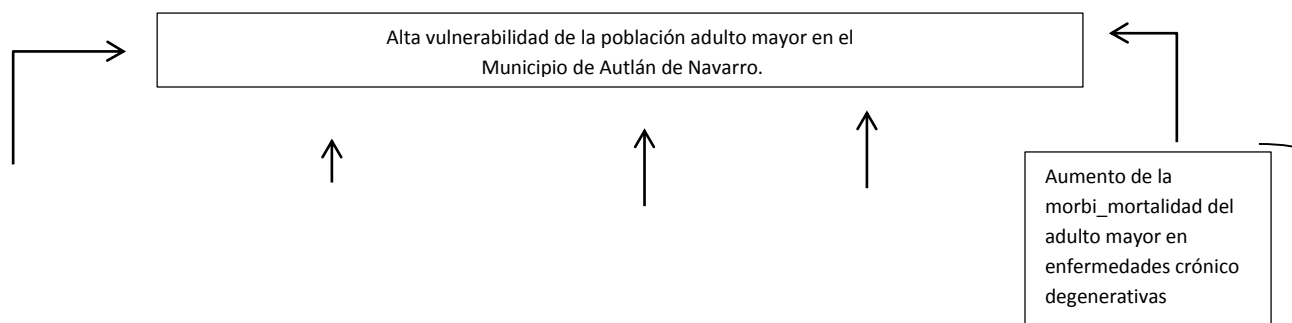 Alta vulnerabilidad de la población adulto mayor en el
Municipio de Autlán de Navarro.
Aumento de la
morbi_mortalidad del
adulto mayor en
enfermedades crónico
degenerativas